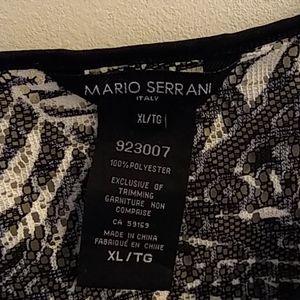 MARIO SERRANI
ITALY
XL/TG
923007
100% POLYESTER
EXCLUSIVE OF
TRIMMING
GARNITURE NON
COMPRISE
CA 59169
MADE IN CHINA
FABRIQUÉ EN CHINE
XL/TG